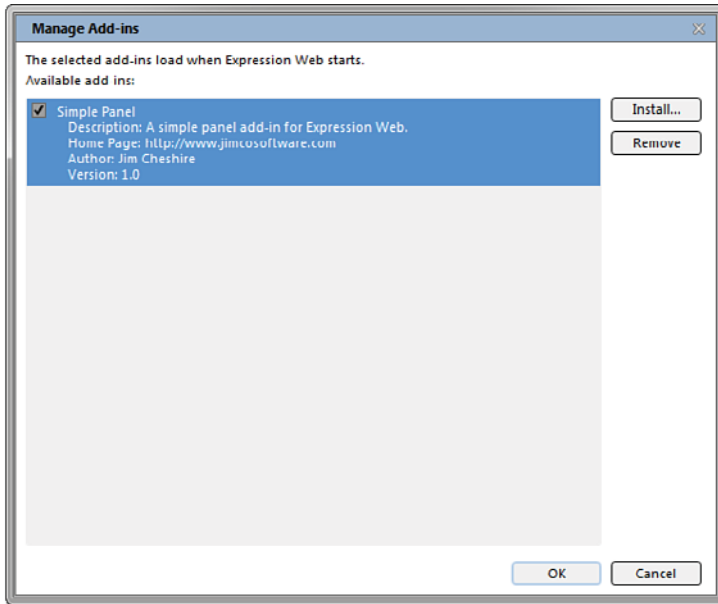 Manage Add-ins
The selected add-ins load when Expression Web starts.
Available add ins:
Simple Panel
Description: A simple panel add-in for Expression Web.
Home Page: http://www.jimcosoftware.com
Author: Jim Cheshire
Version: 1.0
Install...
Remove
OK
Cancel